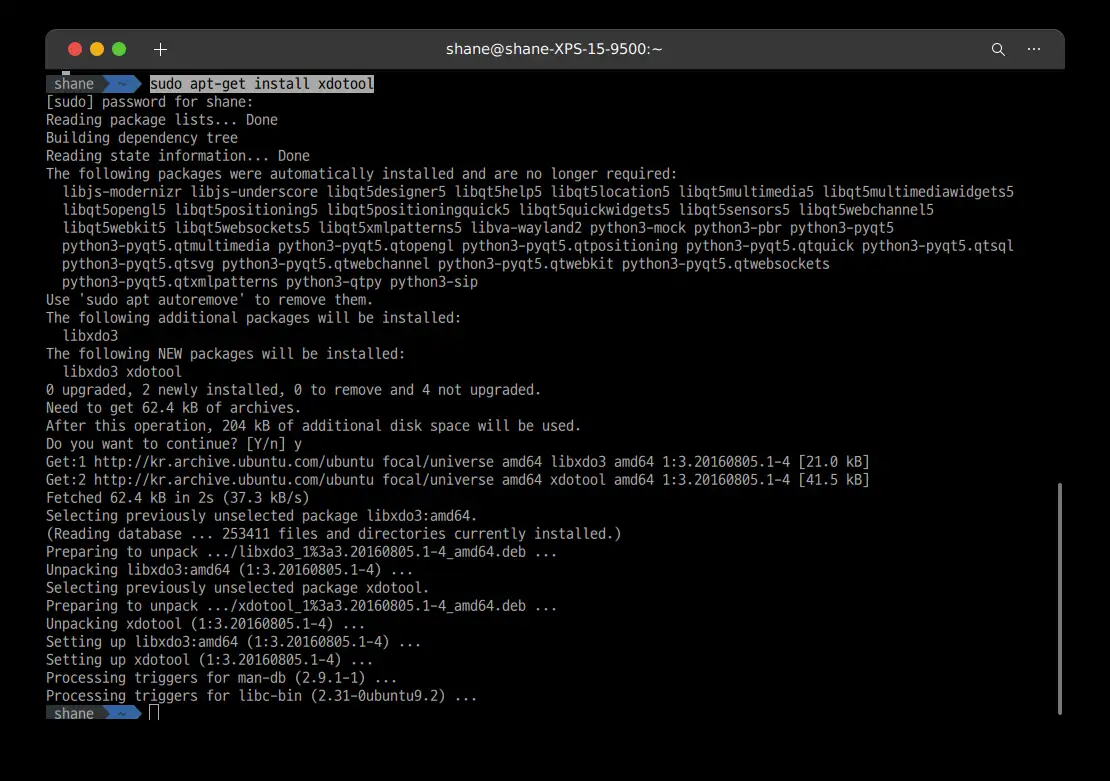 shane@shane-XPS-15-9500:~
shane ~ sudo apt-get install xdotool
[sudo] password for shane:
Reading package lists... Done
Building dependency tree
Reading state information... Done
The following packages were automatically installed and are no longer required:
  libjs-modernizr libjs-underscore libqt5designer5 libqt5help5 libqt5location5 libqt5multimedia5 libqt5multimediawidgets5
  libqt5opengl5 libqt5positioning5 libqt5positioningquick5 libqt5quickwidgets5 libqt5sensors5 libqt5webchannel5
  libqt5webkit5 libqt5websockets5 libqt5xmlpatterns5 libva-wayland2 python3-mock python3-pbr python3-pyqt5
  python3-pyqt5.qtmultimedia python3-pyqt5.qtopengl python3-pyqt5.qtpositioning python3-pyqt5.qtquick python3-pyqt5.qtsql
  python3-pyqt5.qtsvg python3-pyqt5.qtwebchannel python3-pyqt5.qtwebkit python3-pyqt5.qtwebsockets
  python3-pyqt5.qtxmlpatterns python3-qtpy python3-sip
Use 'sudo apt autoremove' to remove them.
The following additional packages will be installed:
  libxdo3
The following NEW packages will be installed:
  libxdo3 xdotool
0 upgraded, 2 newly installed, 0 to remove and 4 not upgraded.
Need to get 62.4 kB of archives.
After this operation, 204 kB of additional disk space will be used.
Do you want to continue? [Y/n] y
Get:1 http://kr.archive.ubuntu.com/ubuntu focal/universe amd64 libxdo3 amd64 1:3.20160805.1-4 [21.0 kB]
Get:2 http://kr.archive.ubuntu.com/ubuntu focal/universe amd64 xdotool amd64 1:3.20160805.1-4 [41.5 kB]
Fetched 62.4 kB in 2s (37.3 kB/s)
Selecting previously unselected package libxdo3:amd64.
(Reading database ... 253411 files and directories currently installed.)
Preparing to unpack .../libxdo3_1%3a3.20160805.1-4_amd64.deb ...
Unpacking libxdo3:amd64 (1:3.20160805.1-4) ...
Selecting previously unselected package xdotool.
Preparing to unpack .../xdotool_1%3a3.20160805.1-4_amd64.deb ...
Unpacking xdotool (1:3.20160805.1-4) ...
Setting up libxdo3:amd64 (1:3.20160805.1-4) ...
Setting up xdotool (1:3.20160805.1-4) ...
Processing triggers for man-db (2.9.1-1) ...
Processing triggers for libc-bin (2.31-0ubuntu9.2) ...
shane ~